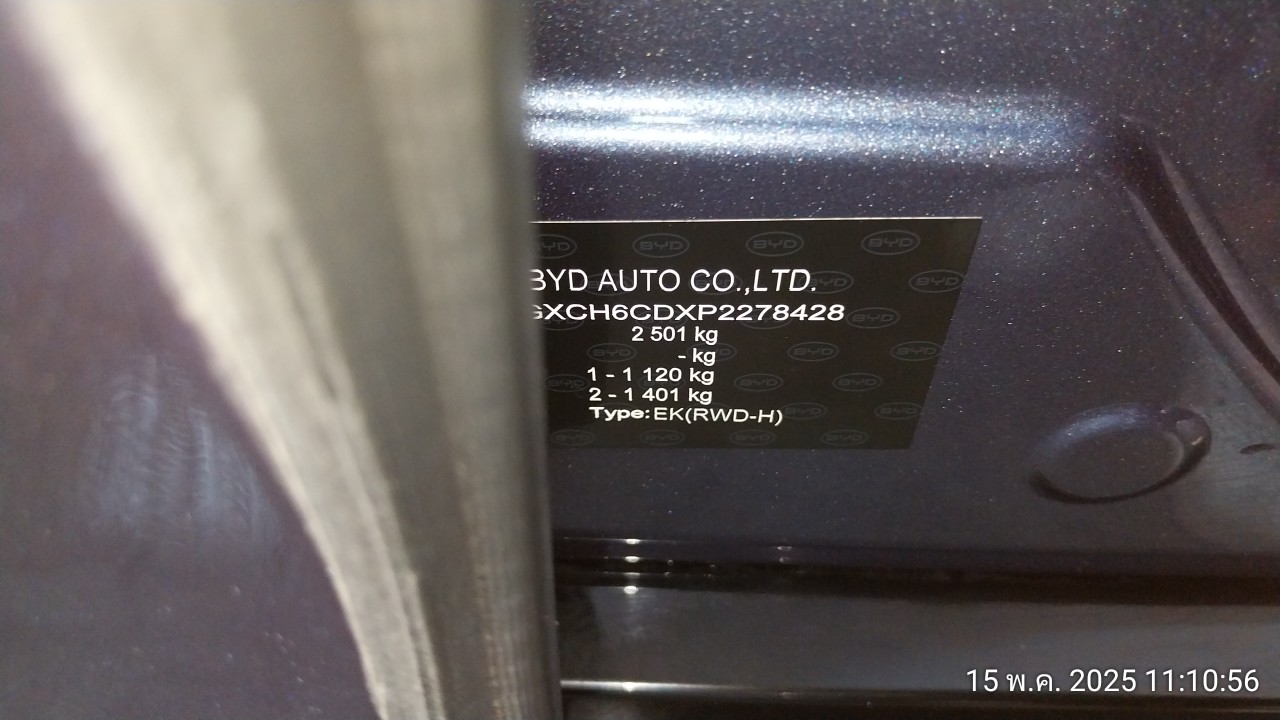 BYD AUTO CO.,LTD.
GXCH6CDXP2278428
2 501 kg
- kg
1 - 1 120 kg
2 - 1 401 kg
Type: EK(RWD-H)
15 พ.ค. 2025 11:10:56